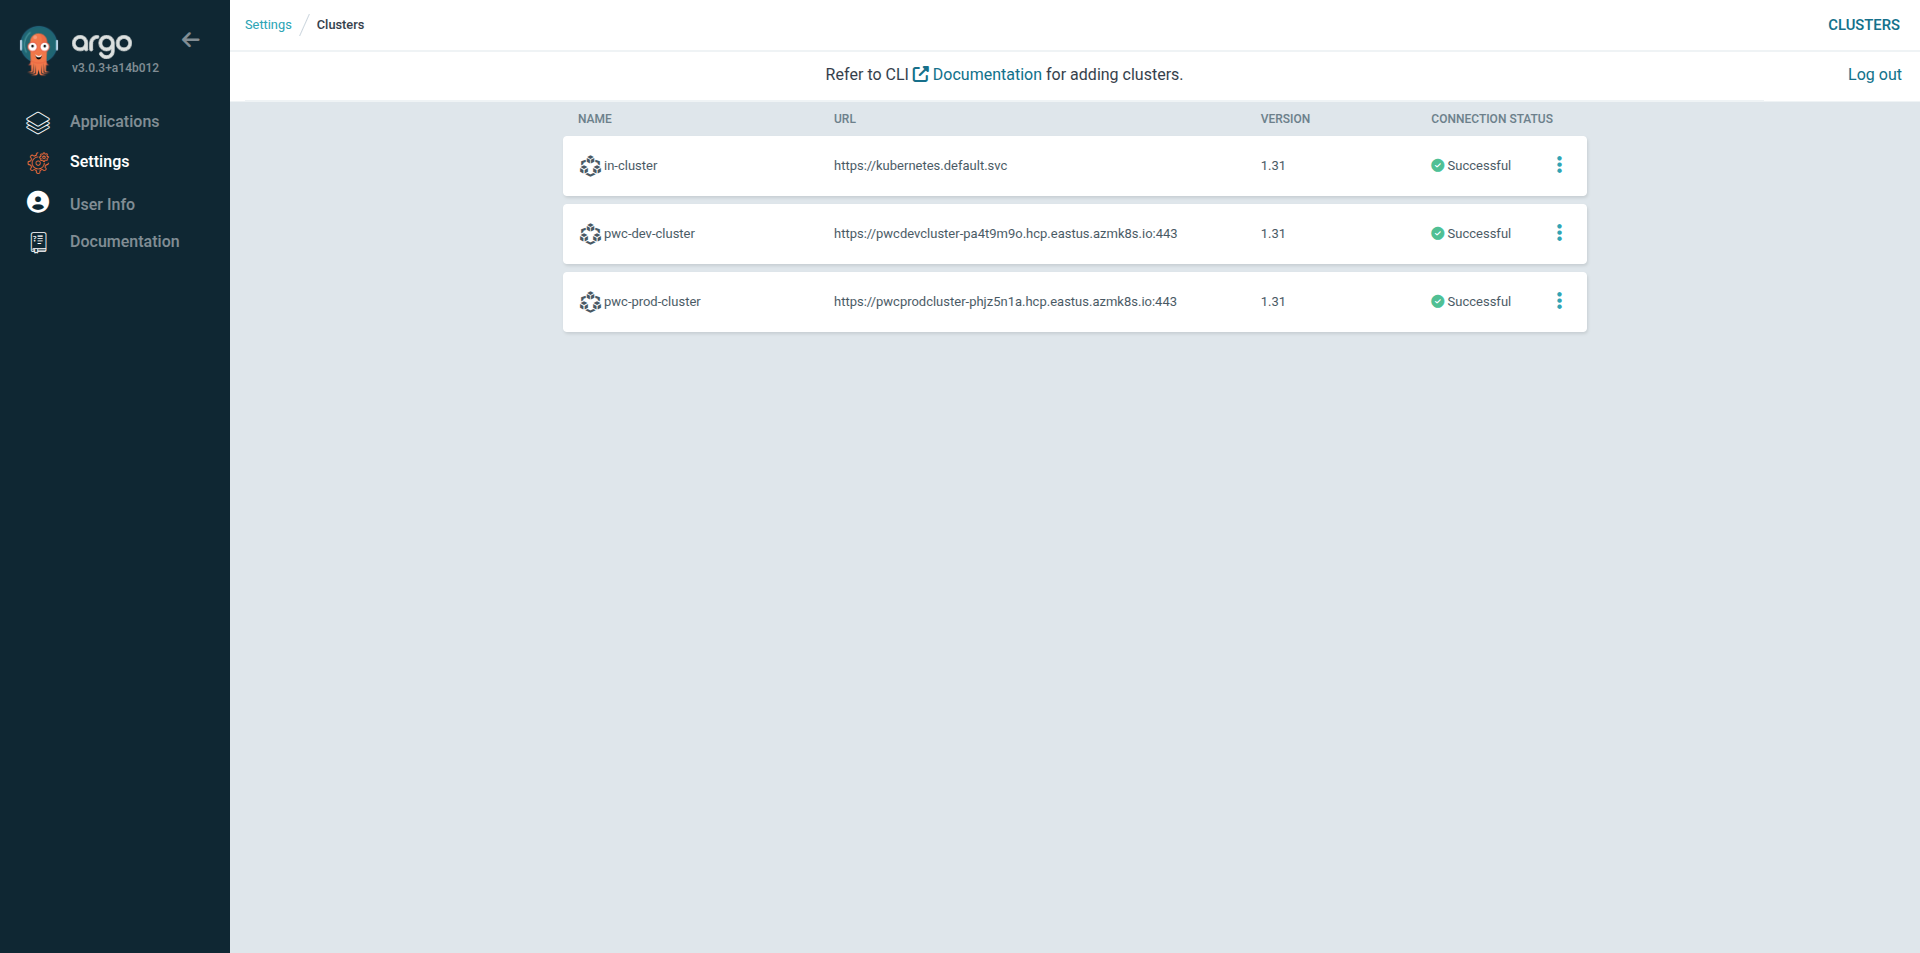 argo
v3.0.3+a14b012
Applications
Settings
User Info
Documentation
Settings / Clusters
CLUSTERS
Refer to CLI Documentation for adding clusters.
Log out
NAME URL VERSION CONNECTION STATUS
in-cluster https://kubernetes.default.svc 1.31 Successful
pwc-dev-cluster https://pwcdevcluster-pa4t9m9o.hcp.eastus.azmk8s.io:443 1.31 Successful
pwc-prod-cluster https://pwcprodcluster-phjz5n1a.hcp.eastus.azmk8s.io:443 1.31 Successful